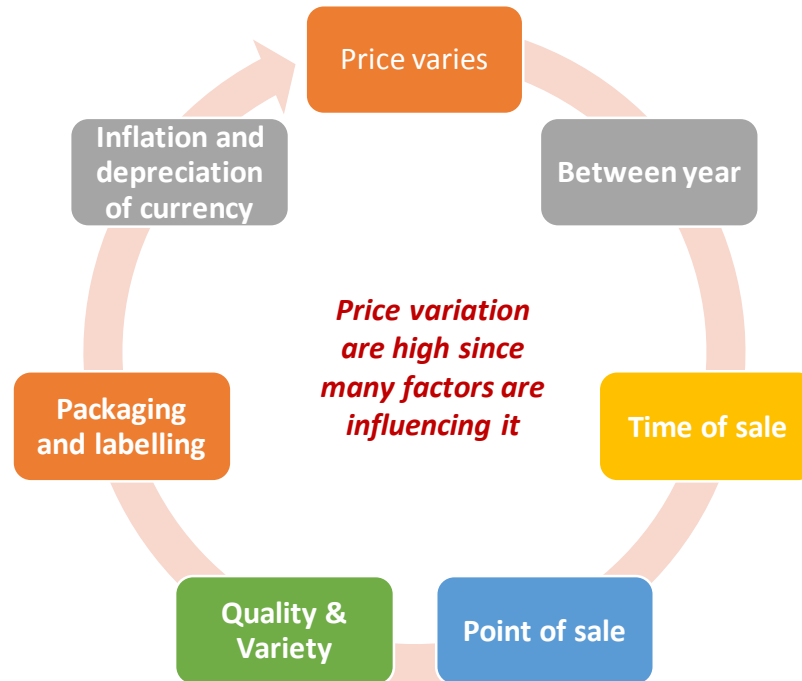 Price varies
Between year
Time of sale
Point of sale
Quality &
Variety
Packaging
and labelling
Inflation and
depreciation
of currency
Price variation
are high since
many factors are
influencing it